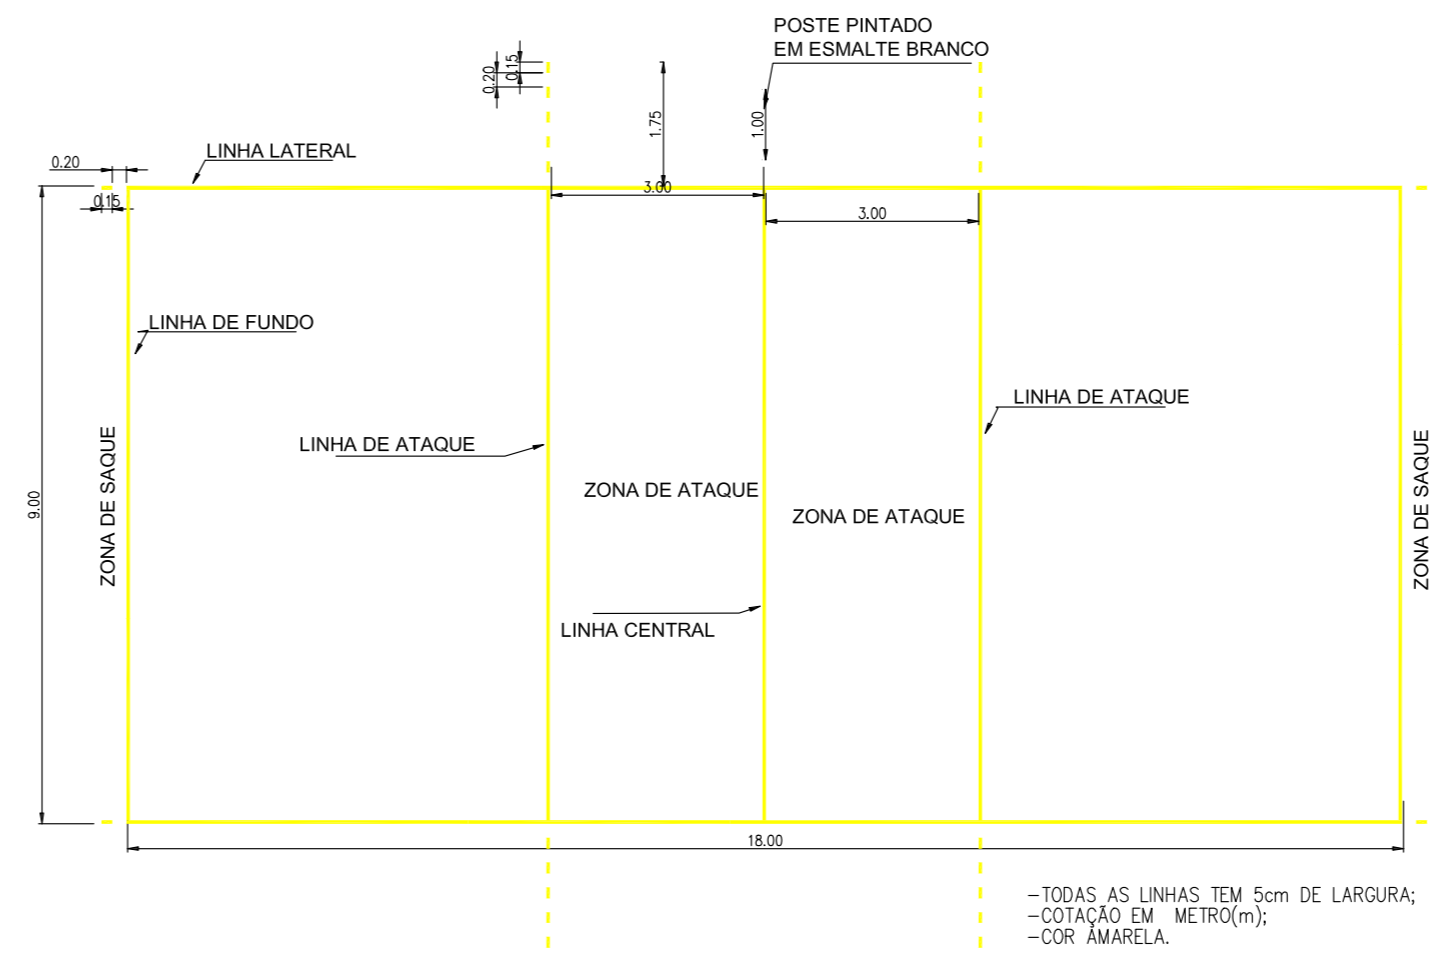 POSTE PINTADO
EM ESMALTE BRANCO
0.15
0.20
1.75
1.00
LINHA LATERAL
0.20
3.00
0.15
3.00
LINHA DE FUNDO
LINHA DE ATAQUE
LINHA DE ATAQUE
ZONA DE SAQUE
ZONA DE SAQUE
9.00
ZONA DE ATAQUE
ZONA DE ATAQUE
LINHA CENTRAL
18.00
-TODAS AS LINHAS TEM 5cm DE LARGURA;
-COTAÇÃO EM METRO(m);
-COR AMARELA.